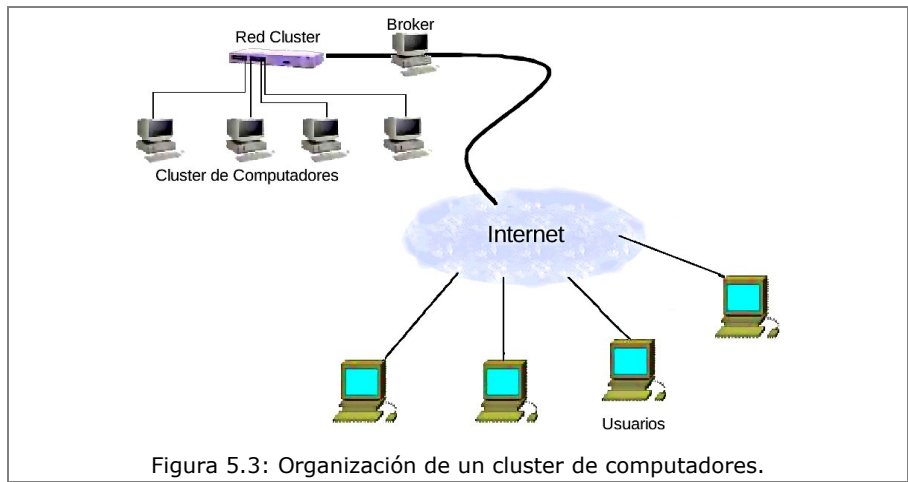 Broker
Red Cluster
Cluster de Computadores
Internet
Usuarios
Figura 5.3: Organización de un cluster de computadores.